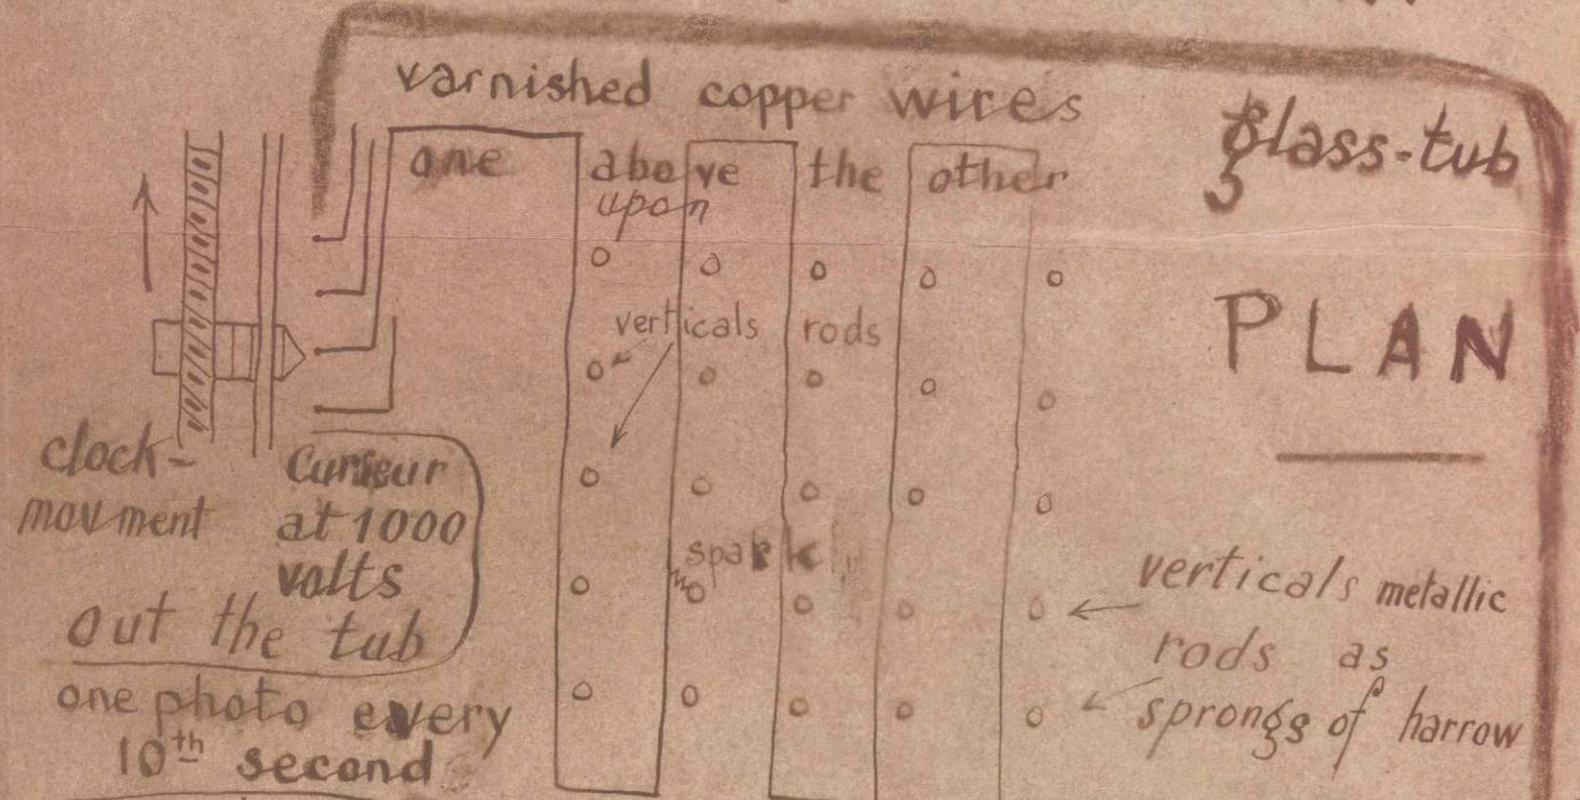 varnished copper wires
one above the other
upon
glass-tub
verticals rods
PLAN
clock-
movment
Curseur
at 1000
volts
out the tub
spark
verticals metallic
rods as
sprongs of harrow
one photo every
10th second